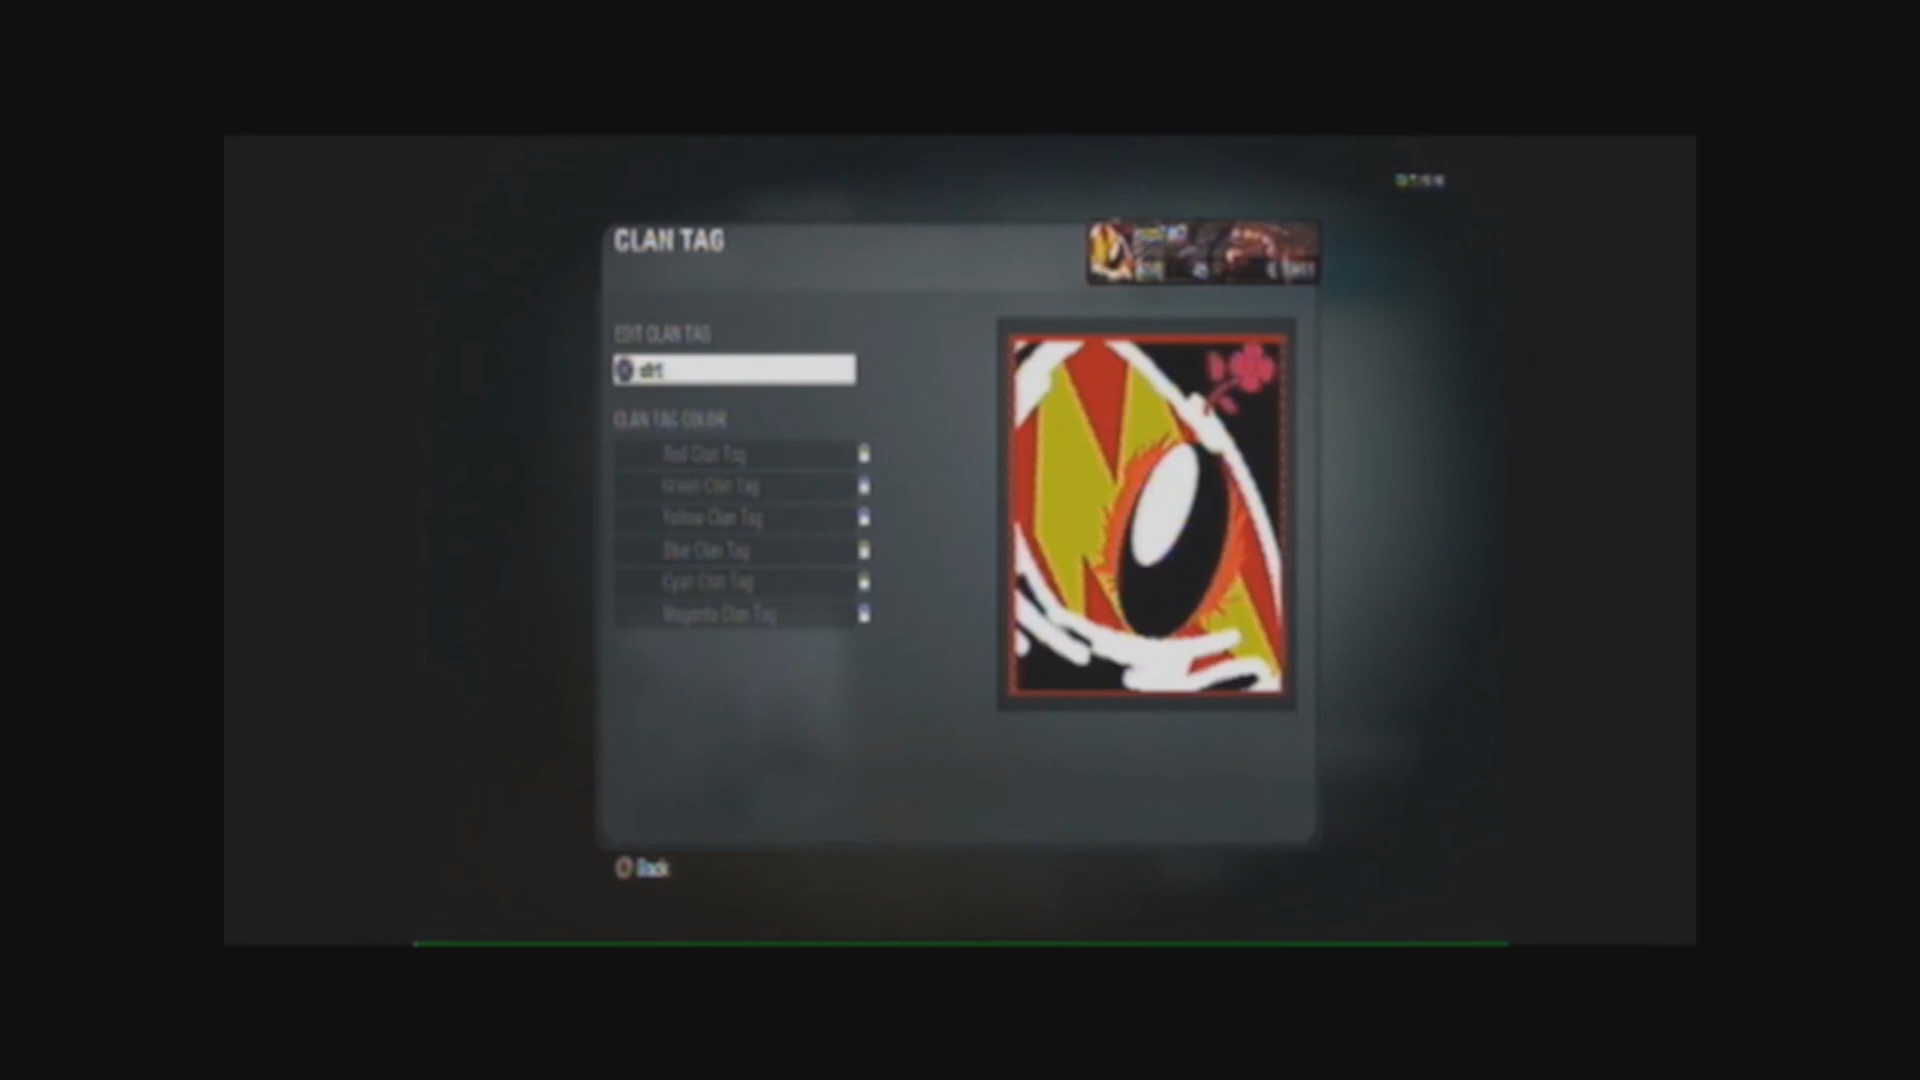 CLAN TAG
EDIT CLAN TAG
CLAN TAG COLOR
Red Clan Tag
Green Clan Tag
Yellow Clan Tag
Blue Clan Tag
Cyan Clan Tag
Magenta Clan Tag
Back